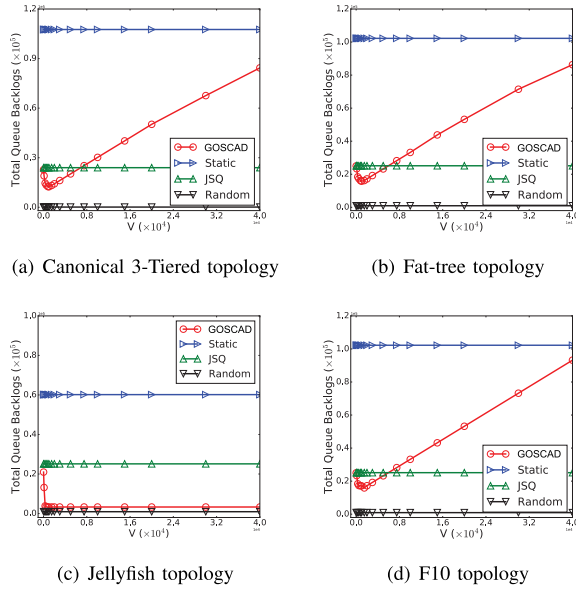 1.2
0.9
0.6
0.3
0.0
Total Queue Backlogs (×10⁵)
GOSCAD
Static
JSQ
Random
0.0 0.8 1.6 2.4 3.2 4.0
V (×10⁴)
(a) Canonical 3-Tiered topology
1.2
1.0
0.8
0.6
0.4
0.2
0.0
Total Queue Backlogs (×10⁵)
GOSCAD
Static
JSQ
Random
0.0 0.8 1.6 2.4 3.2 4.0
V (×10⁴)
(b) Fat-tree topology
1.0
0.8
0.6
0.4
0.2
0.0
Total Queue Backlogs (×10⁵)
GOSCAD
Static
JSQ
Random
0.0 0.8 1.6 2.4 3.2 4.0
V (×10⁴)
(c) Jellyfish topology
1.2
1.0
0.8
0.6
0.4
0.2
0.0
Total Queue Backlogs (×10⁵)
GOSCAD
Static
JSQ
Random
0.0 0.8 1.6 2.4 3.2 4.0
V (×10⁴)
(d) F10 topology